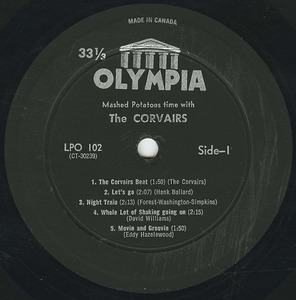 MADE IN CANADA
33⅓
OLYMPIA
Mashed Potatoes time with
The CORVAIRS
LPO 102
(CT-30239)
Side-1
1. The Corvairs Beat (1:50) (The Corvairs)
2. Let's go (2:07) (Hank Ballard)
3. Night Train (2:13) (Forest-Washington-Simpkins)
4. Whole Lot of Shaking going on (2:15)
(David Williams)
5. Movin and Groovin (1:50)
(Eddy Hazelewood)